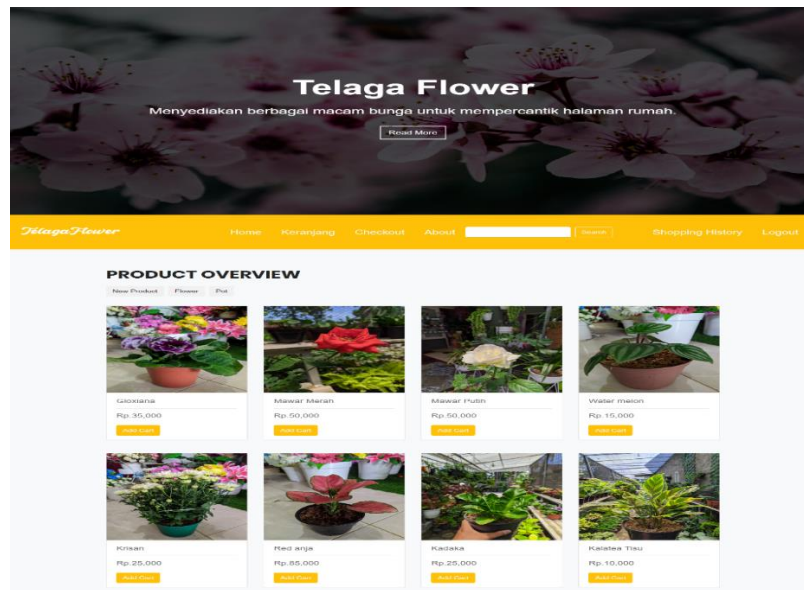 Telaga Flower
Menyediakan berbagai macam bunga untuk mempercantik halaman rumah.
Read More
Telaga Flower Home Keranjang Checkout About Search Shopping History Logout
PRODUCT OVERVIEW
New Product Flower Pot
Gloxiana Mawar Merah Mawar Putih Water melon
Rp.35,000 Rp.50,000 Rp.50,000 Rp.15,000
Add Cart Add Cart Add Cart Add Cart
Krisan Red anja Kadaka Kalatea Tisu
Rp.25,000 Rp.85,000 Rp.25,000 Rp.10,000
Add Cart Add Cart Add Cart Add Cart